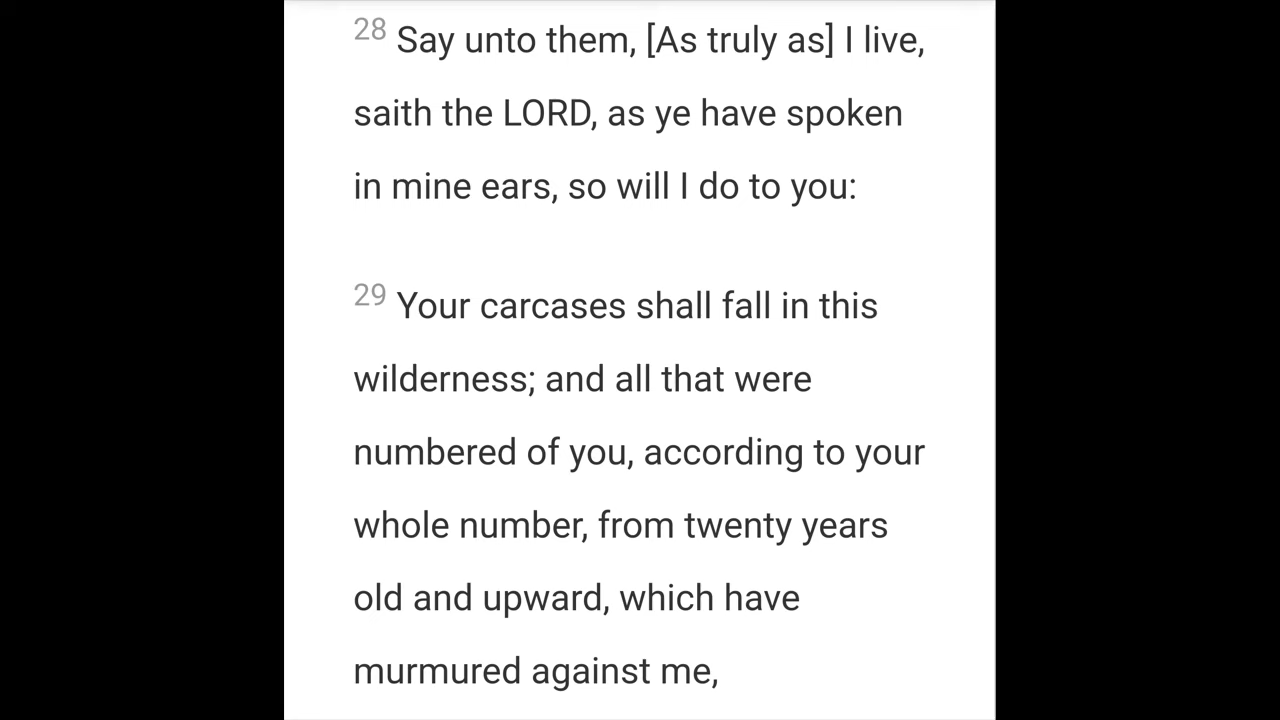 28 Say unto them, [As truly as] I live,
saith the LORD, as ye have spoken
in mine ears, so will I do to you:
29 Your carcases shall fall in this
wilderness; and all that were
numbered of you, according to your
whole number, from twenty years
old and upward, which have
murmured against me,